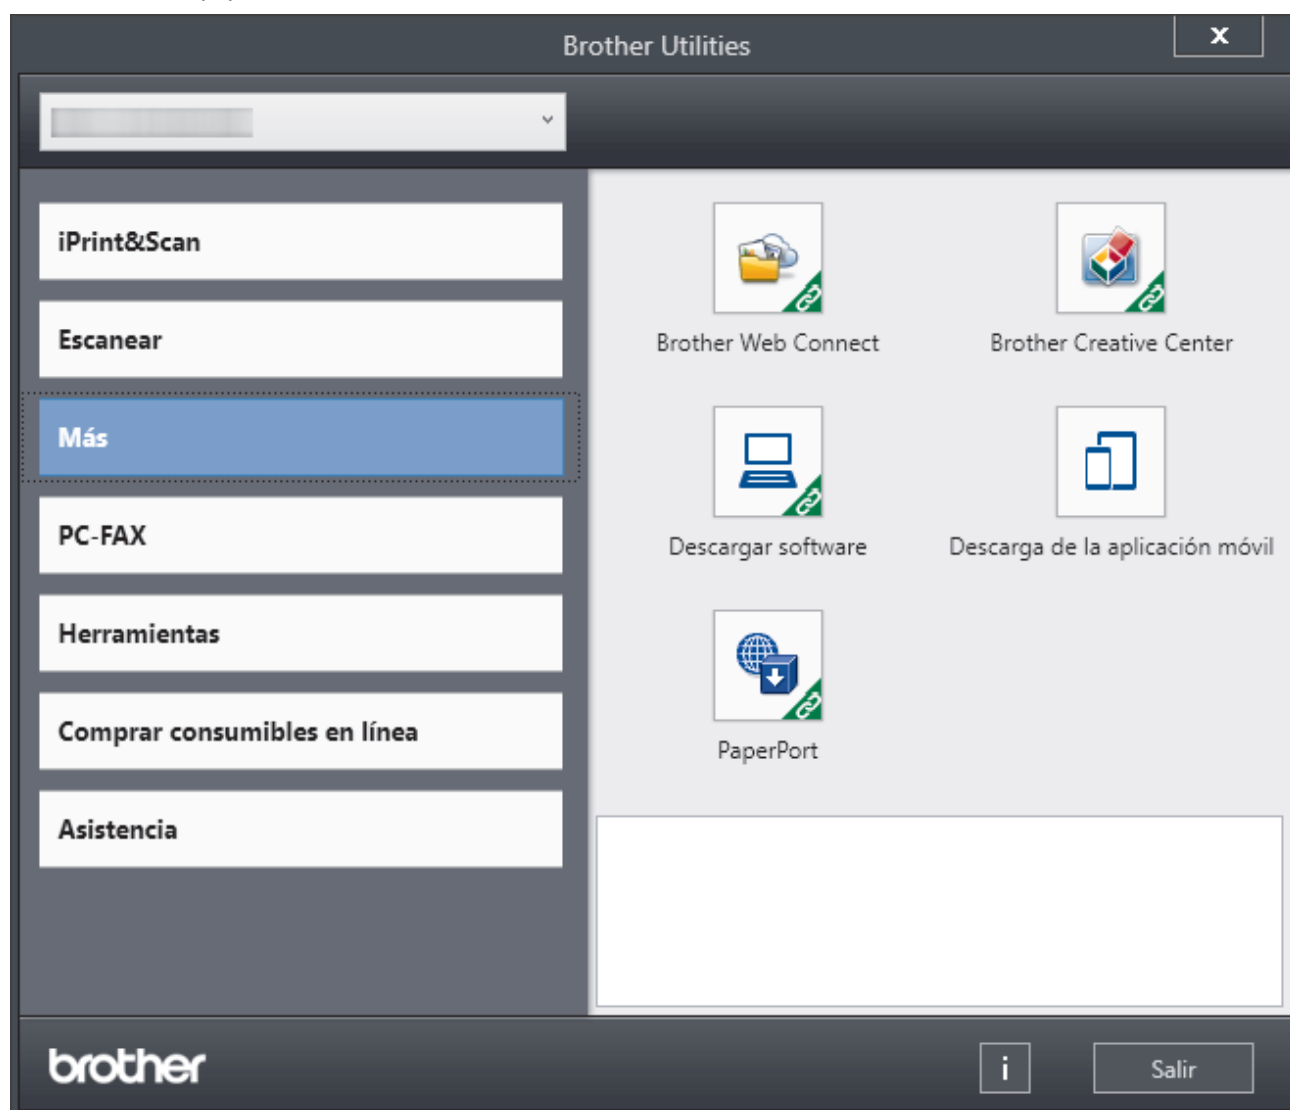 Brother Utilities
x
iPrint&Scan
Escanear
Más
PC-FAX
Herramientas
Comprar consumibles en línea
Asistencia
Brother Web Connect
Brother Creative Center
Descargar software
Descarga de la aplicación móvil
PaperPort
brother
i
Salir